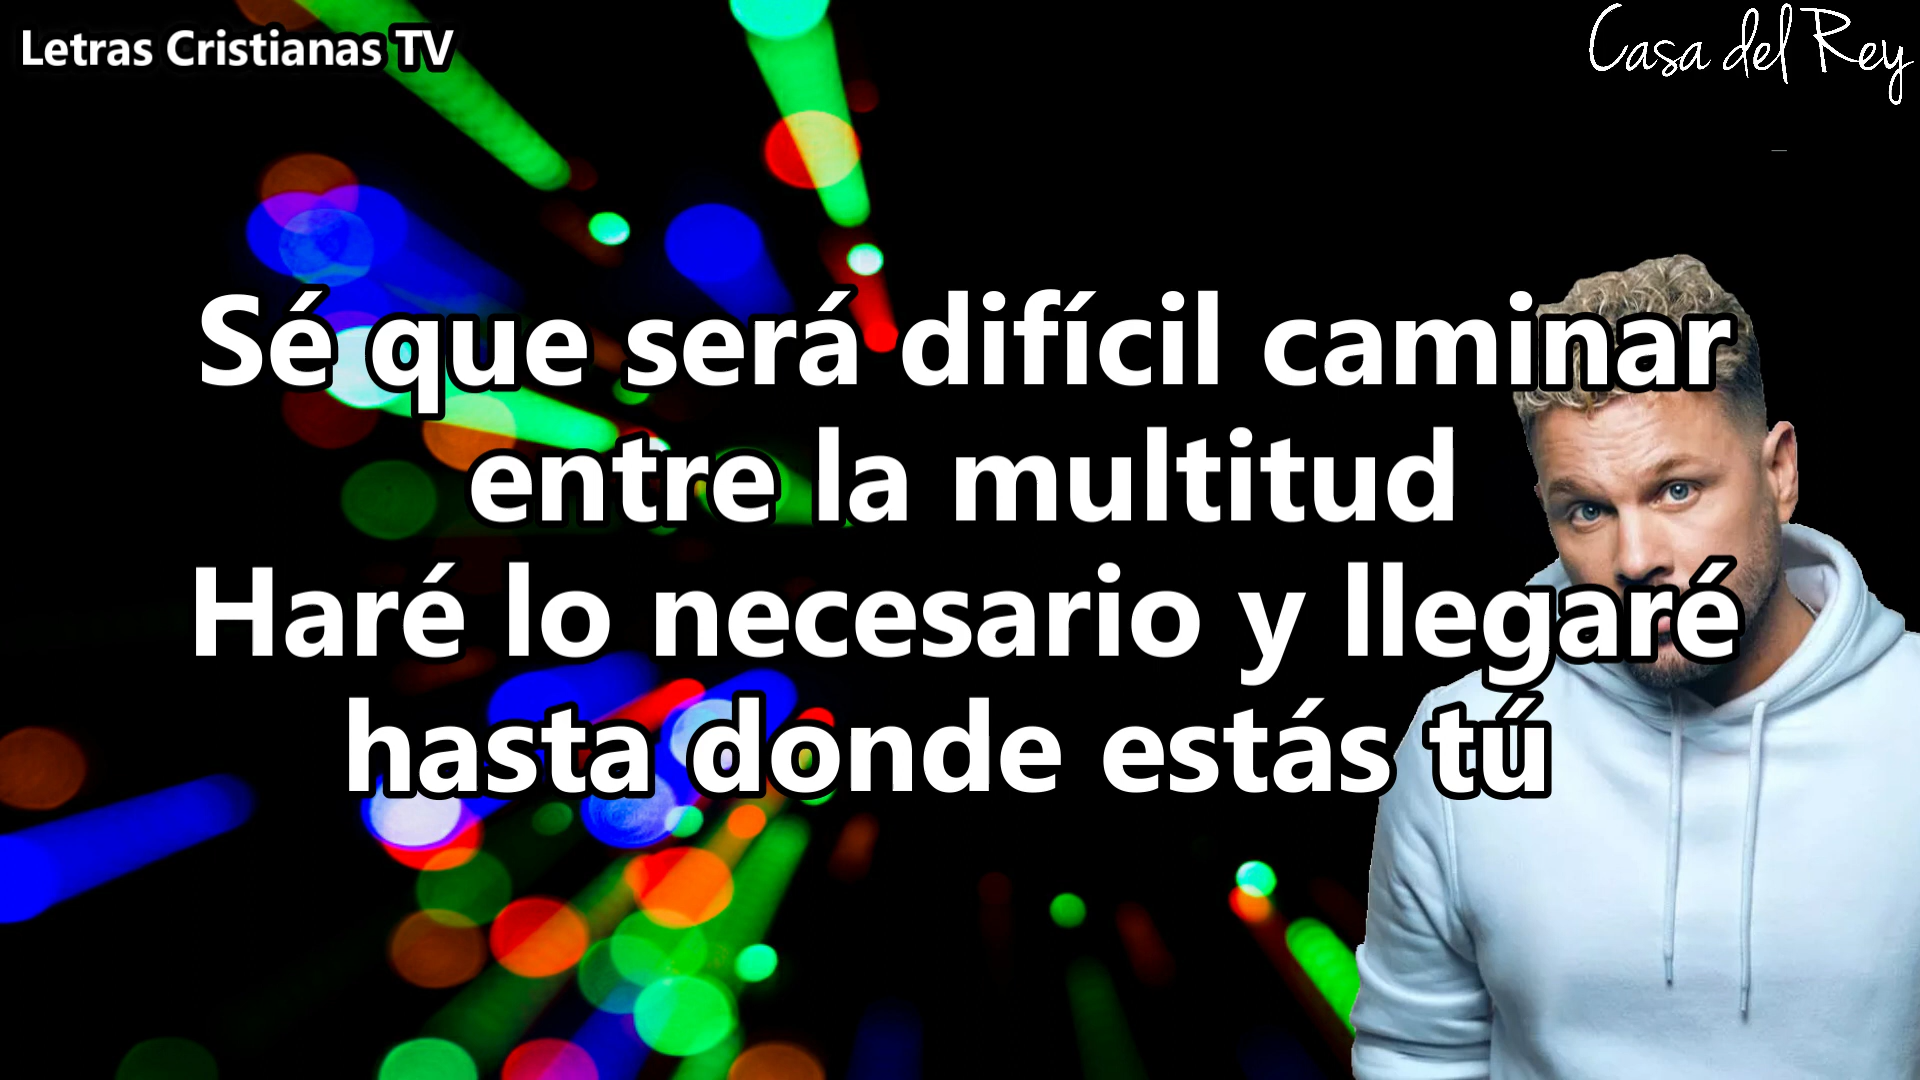 Letras Cristianas TV
Casa del Rey
Sé que será difícil caminar
entre la multitud
Haré lo necesario y llegaré
hasta donde estás tú